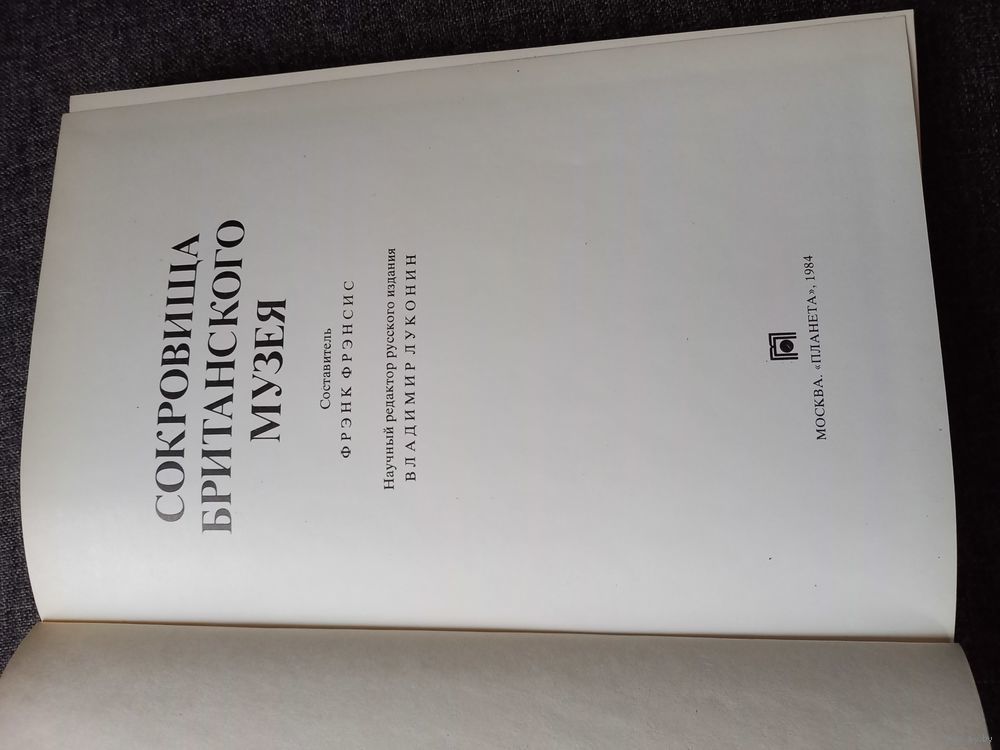 СОКРОВИЩА
БРИТАНСКОГО
МУЗЕЯ
Составитель
ФРЭНК ФРЭНСИС
Научный редактор русского издания
ВЛАДИМИР ЛУКОНИН
МОСКВА. «ПЛАНЕТА», 1984